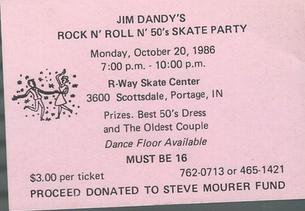 JIM DANDY'S
ROCK N' ROLL N' 50's SKATE PARTY
Monday, October 20, 1986
7:00 p.m. - 10:00 p.m.
R-Way Skate Center
3600 Scottsdale, Portage, IN
Prizes. Best 50's Dress
and The Oldest Couple
Dance Floor Available
MUST BE 16
$3.00 per ticket 762-0713 or 465-1421
PROCEED DONATED TO STEVE MOURER FUND